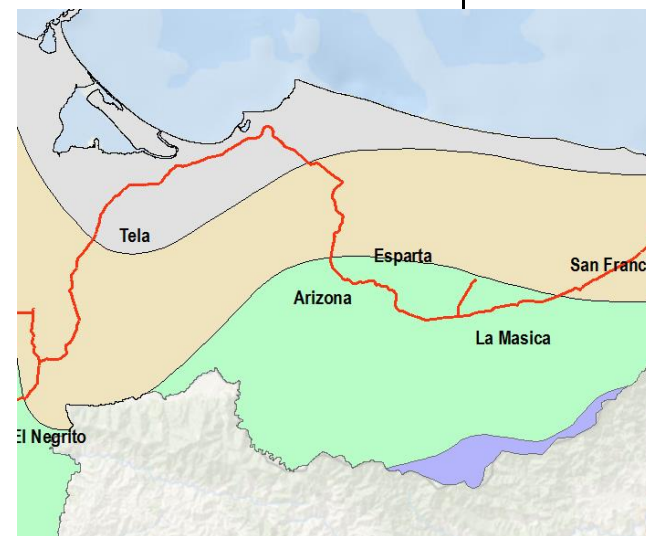 Tela
Esparta
San Franc
Arizona
La Masica
El Negrito